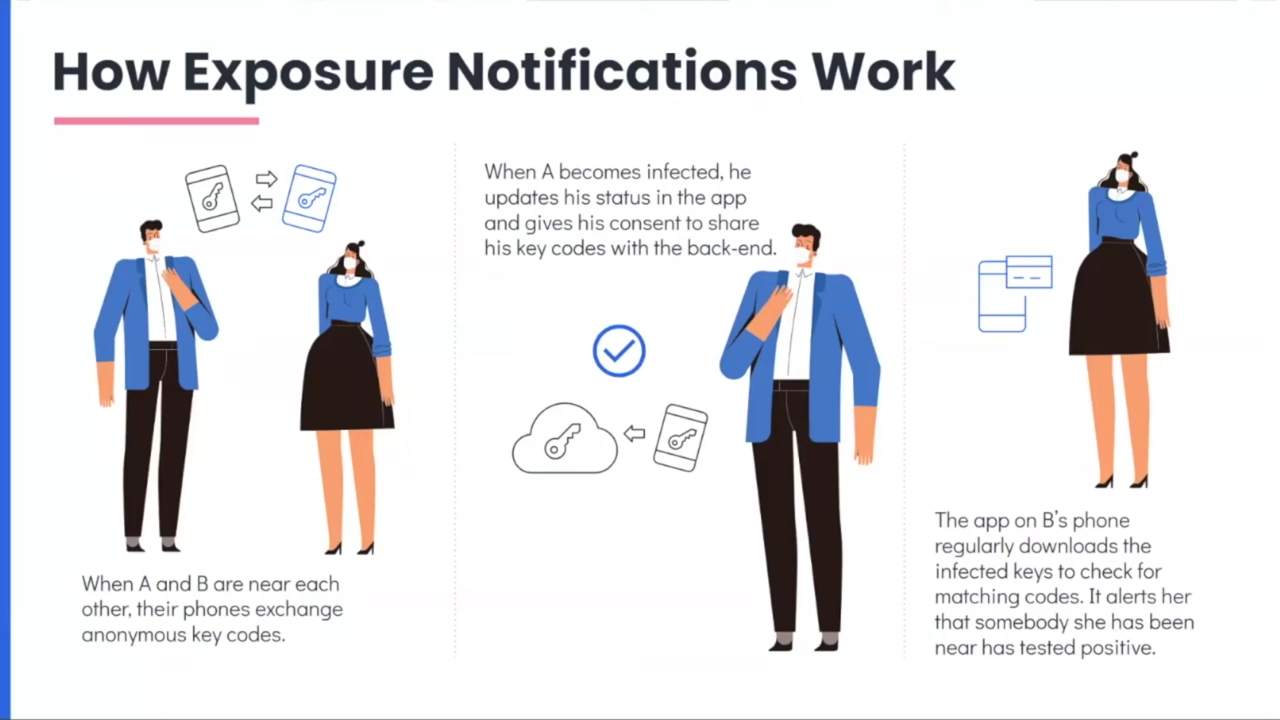 How Exposure Notifications Work
When A and B are near each
other, their phones exchange
anonymous key codes.
When A becomes infected, he
updates his status in the app
and gives his consent to share
his key codes with the back-end.
The app on B's phone
regularly downloads the
infected keys to check for
matching codes. It alerts her
that somebody she has been
near has tested positive.